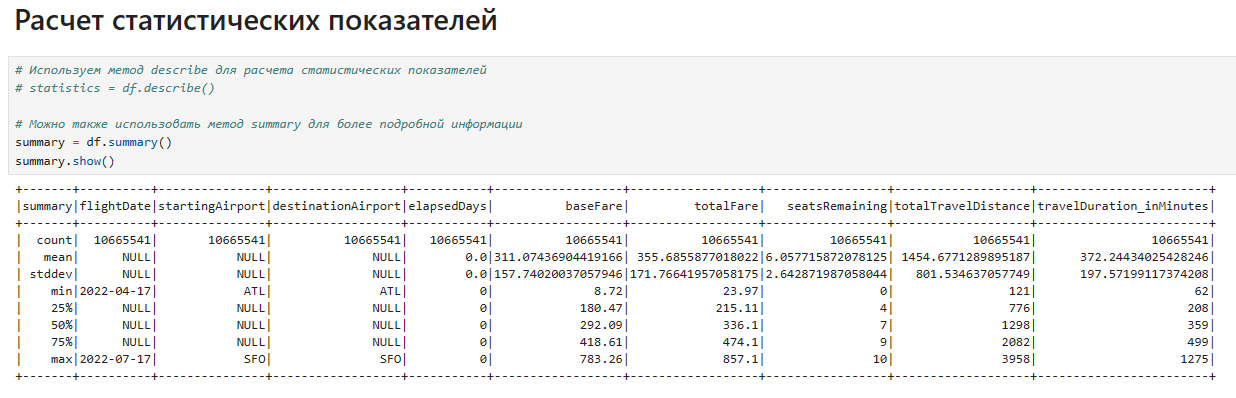 Расчет статистических показателей
# Используем метод describe для расчета статистических показателей
# statistics = df.describe()
# Можно также использовать метод summary для более подробной информации
summary = df.summary()
summary.show()
+-------+----------+---------------+------------------+-----------+------------------+------------------+-----------------+-------------------+------------------------+
|summary|flightDate|startingAirport|destinationAirport|elapsedDays|          baseFare|         totalFare|   seatsRemaining|totalTravelDistance|travelDuration_inMinutes|
+-------+----------+---------------+------------------+-----------+------------------+------------------+-----------------+-------------------+------------------------+
|  count|  10665541|       10665541|          10665541|   10665541|          10665541|          10665541|         10665541|           10665541|                10665541|
|   mean|      NULL|           NULL|              NULL|        0.0|311.07436904419166| 355.6855877018022|6.057715872078125| 1454.6771289895187|      372.24434025428246|
| stddev|      NULL|           NULL|              NULL|        0.0|157.74020037057946|171.76641957058175|2.642871987058044|   801.534637057749|      197.57199117374208|
|    min|2022-04-17|            ATL|               ATL|          0|              8.72|             23.97|                0|                121|                      62|
|    25%|      NULL|           NULL|              NULL|          0|            180.47|            215.11|                4|                776|                     208|
|    50%|      NULL|           NULL|              NULL|          0|            292.09|             336.1|                7|               1298|                     359|
|    75%|      NULL|           NULL|              NULL|          0|            418.61|             474.1|                9|               2082|                     499|
|    max|2022-07-17|            SFO|               SFO|          0|            783.26|             857.1|               10|               3958|                    1275|
+-------+----------+---------------+------------------+-----------+------------------+------------------+-----------------+-------------------+------------------------+